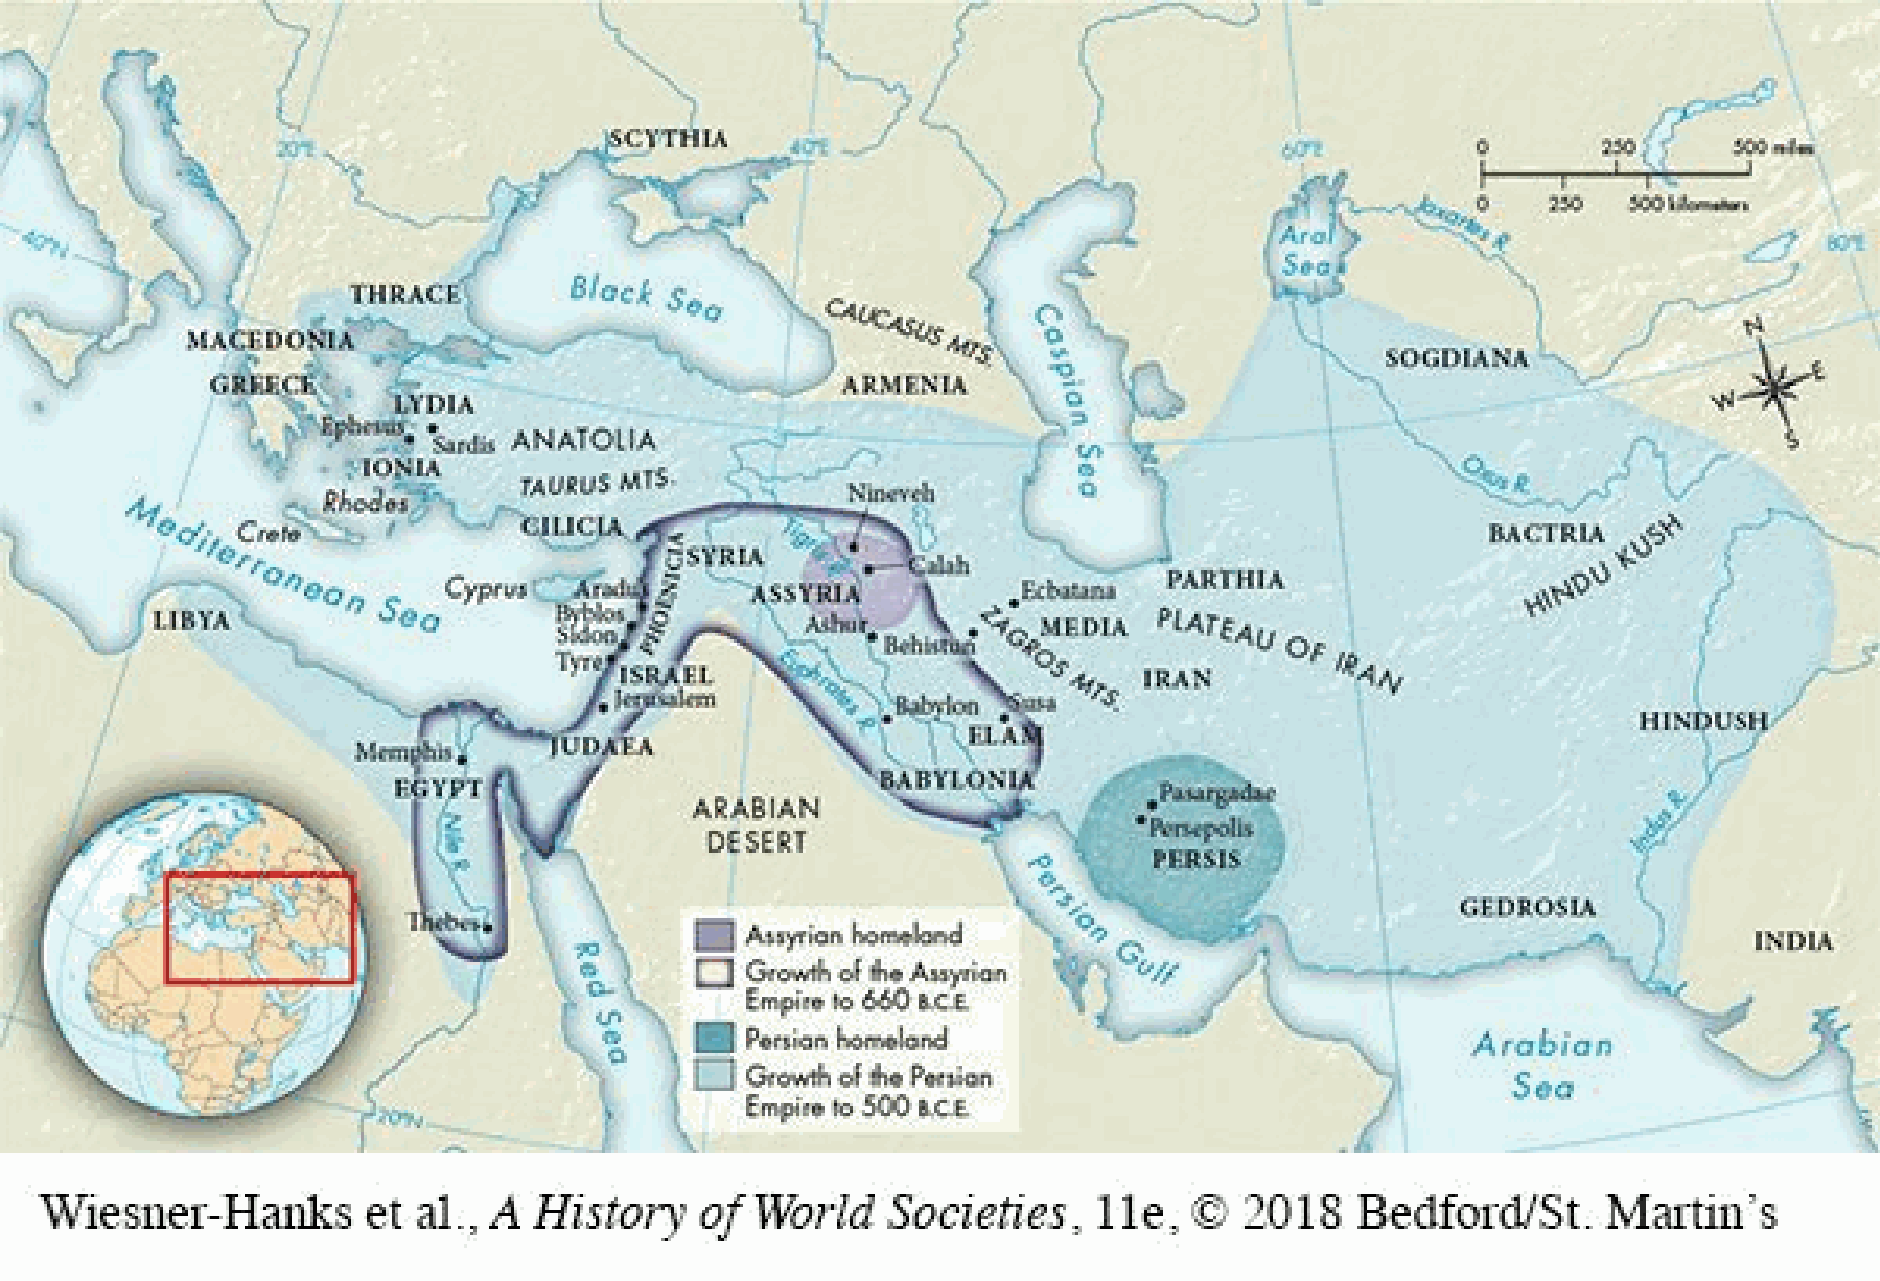 SCYTHIA
20°E
40°E
60°E
80°E
40°N
20°N
0 250 500 miles
0 250 500 kilometers
Jaxartes R.
Aral
Sea
Black Sea
THRACE
CAUCASUS MTS.
Caspian Sea
N
E
W
S
MACEDONIA
SOGDIANA
GREECE
ARMENIA
LYDIA
Ephesus
Sardis
ANATOLIA
IONIA
TAURUS MTS.
Oxus R.
Rhodes
Nineveh
Mediterranean Sea
Crete
CILICIA
Tigris R.
BACTRIA
HINDU KUSH
SYRIA
PHOENICIA
Calah
Cyprus
Aradus
ASSYRIA
Ecbatana
PARTHIA
LIBYA
Byblos
Ashur
MEDIA
PLATEAU OF IRAN
Sidon
Behistun
ZAGROS MTS.
Tyre
ISRAEL
IRAN
Euphrates R.
Jerusalem
Babylon
Susa
HINDUSH
ELAM
Memphis
JUDAEA
EGYPT
BABYLONIA
ARABIAN
DESERT
Pasargadae
Persepolis
PERSIS
Nile R.
Indus R.
Persian Gulf
GEDROSIA
Thebes
INDIA
Red Sea
Arabian
Sea
Assyrian homeland
Growth of the Assyrian
Empire to 660 B.C.E.
Persian homeland
Growth of the Persian
Empire to 500 B.C.E.
Wiesner-Hanks et al., A History of World Societies, 11e, © 2018 Bedford/St. Martin's